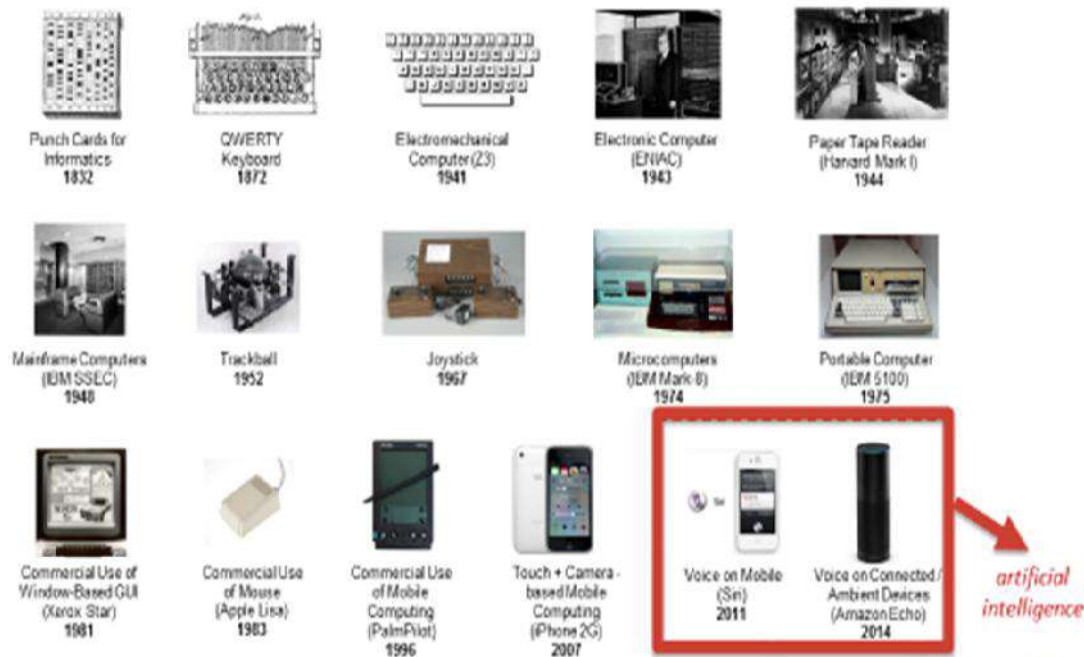 Punch Cards for
Informatics
1832
QWERTY
Keyboard
1872
Electromechanical
Computer (Z3)
1941
Electronic Computer
(ENIAC)
1943
Paper Tape Reader
(Harvard Mark I)
1944
Mainframe Computers
(IBM SSEC)
1948
Trackball
1952
Joystick
1967
Microcomputers
(IBM Mark-8)
1974
Portable Computer
(IBM 5100)
1975
Commercial Use of
Window-Based GUI
(Xerox Star)
1981
Commercial Use
of Mouse
(Apple Lisa)
1983
Commercial Use
of Mobile
Computing
(PalmPilot)
1996
Touch + Camera -
based Mobile
Computing
(iPhone 2G)
2007
Siri
Voice on Mobile
(Siri)
2011
Voice on Connected /
Ambient Devices
(Amazon Echo)
2014
artificial
intelligence